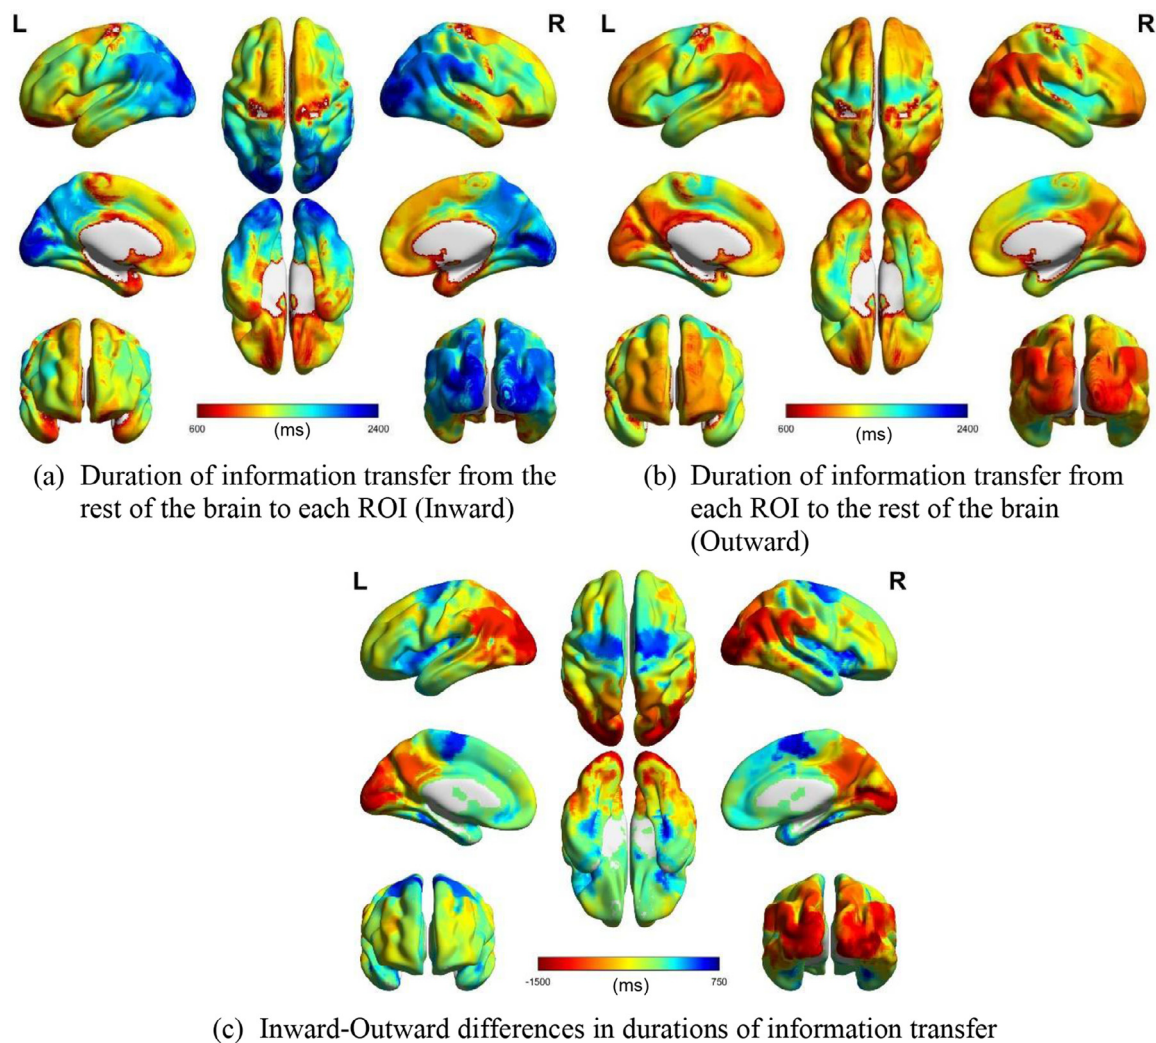 L
R
L
R
600
(ms)
2400
600
(ms)
2400
(a) Duration of information transfer from the
rest of the brain to each ROI (Inward)
(b) Duration of information transfer from
each ROI to the rest of the brain
(Outward)
L
R
-1500
(ms)
750
(c) Inward-Outward differences in durations of information transfer